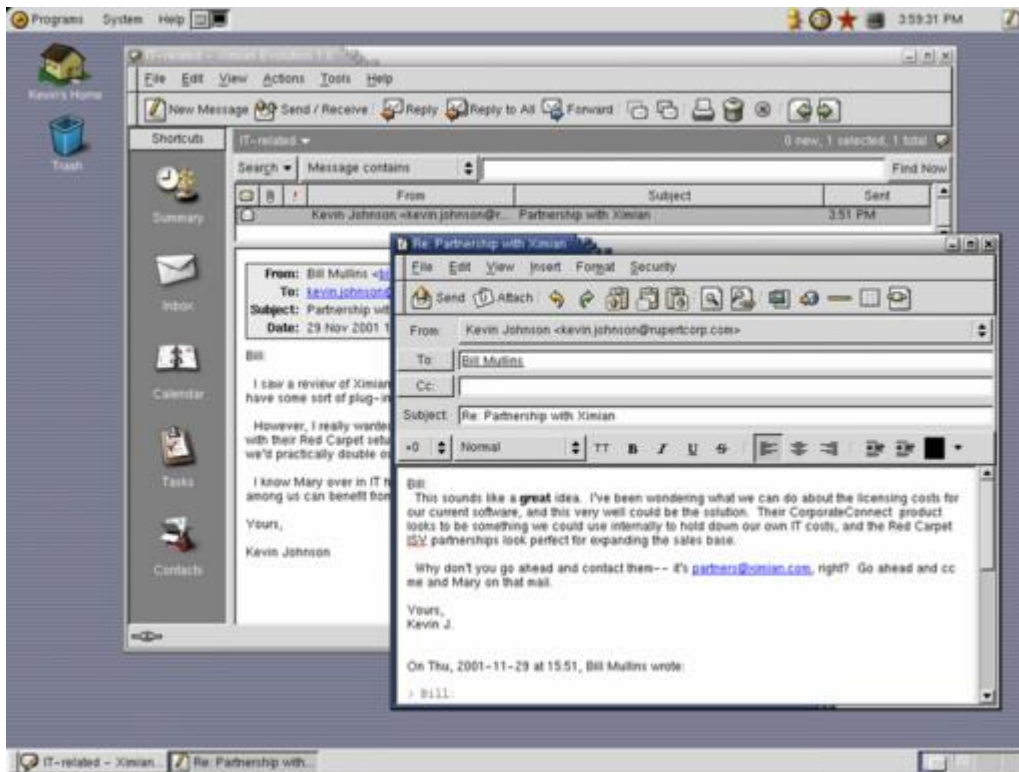 Programs System Help 3:59:31 PM
Kevin's Home
Trash
IT-related - Ximian Evolution 1.0
File Edit View Actions Tools Help
New Message Send / Receive Reply Reply to All Forward
Shortcuts
IT-related 0 new, 1 selected, 1 total
Search Message contains Find Now
! From Subject Sent
Kevin Johnson <kevin.johnson@r... Partnership with Ximian 3:51 PM
Summary
Inbox
Calendar
Tasks
Contacts
From: Bill Mullins
To: kevin.johnson@
Subject: Partnership wit
Date: 29 Nov 2001 1
Bill:
I saw a review of Ximian
have some sort of plug-in
However, I really wanted
with their Red Carpet setu
we'd practically double o
I know Mary over in IT h
among us can benefit from
Yours,
Kevin Johnson
Re: Partnership with Ximian
File Edit View Insert Format Security
Send Attach
From: Kevin Johnson <kevin.johnson@rupertcorp.com>
To: Bill Mullins
Cc:
Subject: Re: Partnership with Ximian
+0 Normal TT B I U S
Bill:
This sounds like a great idea. I've been wondering what we can do about the licensing costs for
our current software, and this very well could be the solution. Their CorporateConnect product
looks to be something we could use internally to hold down our own IT costs, and the Red Carpet
ISV partnerships look perfect for expanding the sales base.
Why don't you go ahead and contact them-- it's partners@ximian.com, right? Go ahead and cc
me and Mary on that mail.
Yours,
Kevin J.
On Thu, 2001-11-29 at 15:51, Bill Mullins wrote:
> Bill:
IT-related - Ximian... Re: Partnership with...